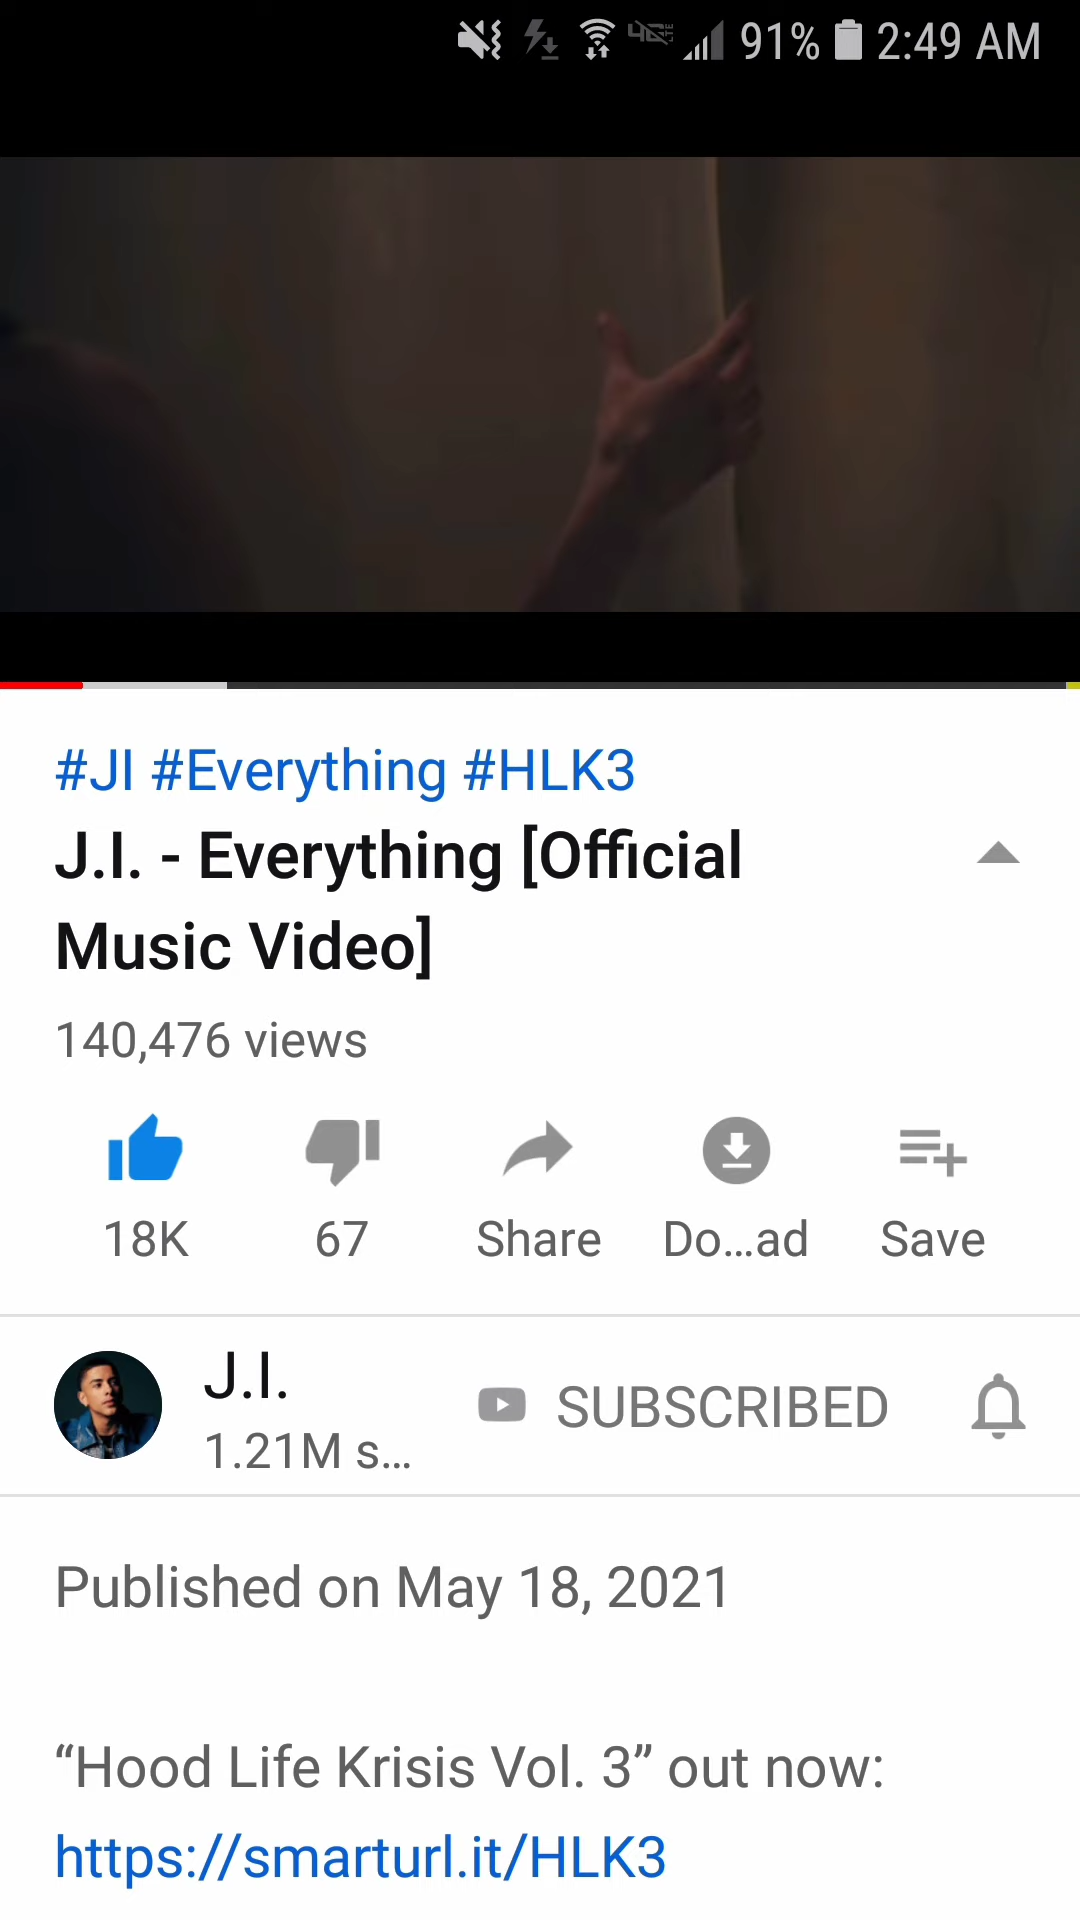 91% 2:49 AM
#JI #Everything #HLK3
J.I. - Everything [Official
Music Video]
140,476 views
18K 67 Share Do...ad Save
J.I.
SUBSCRIBED
1.21M s...
Published on May 18, 2021
“Hood Life Krisis Vol. 3” out now:
https://smarturl.it/HLK3